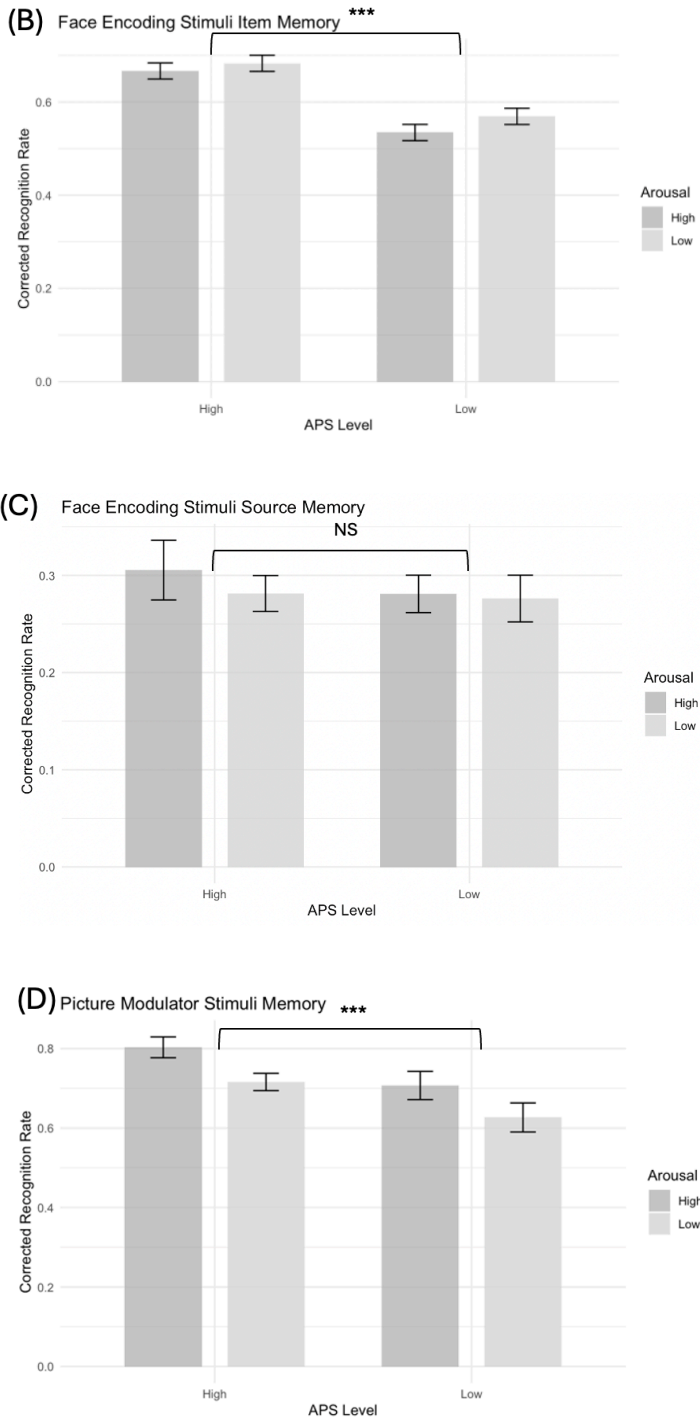 (B) Face Encoding Stimuli Item Memory ***
Corrected Recognition Rate
0.6
0.4
0.2
0.0
High Low
APS Level
Arousal
High
Low
(C) Face Encoding Stimuli Source Memory
NS
Corrected Recognition Rate
0.3
0.2
0.1
0.0
High Low
APS Level
Arousal
High
Low
(D) Picture Modulator Stimuli Memory ***
Corrected Recognition Rate
0.8
0.6
0.4
0.2
0.0
High Low
APS Level
Arousal
High
Low